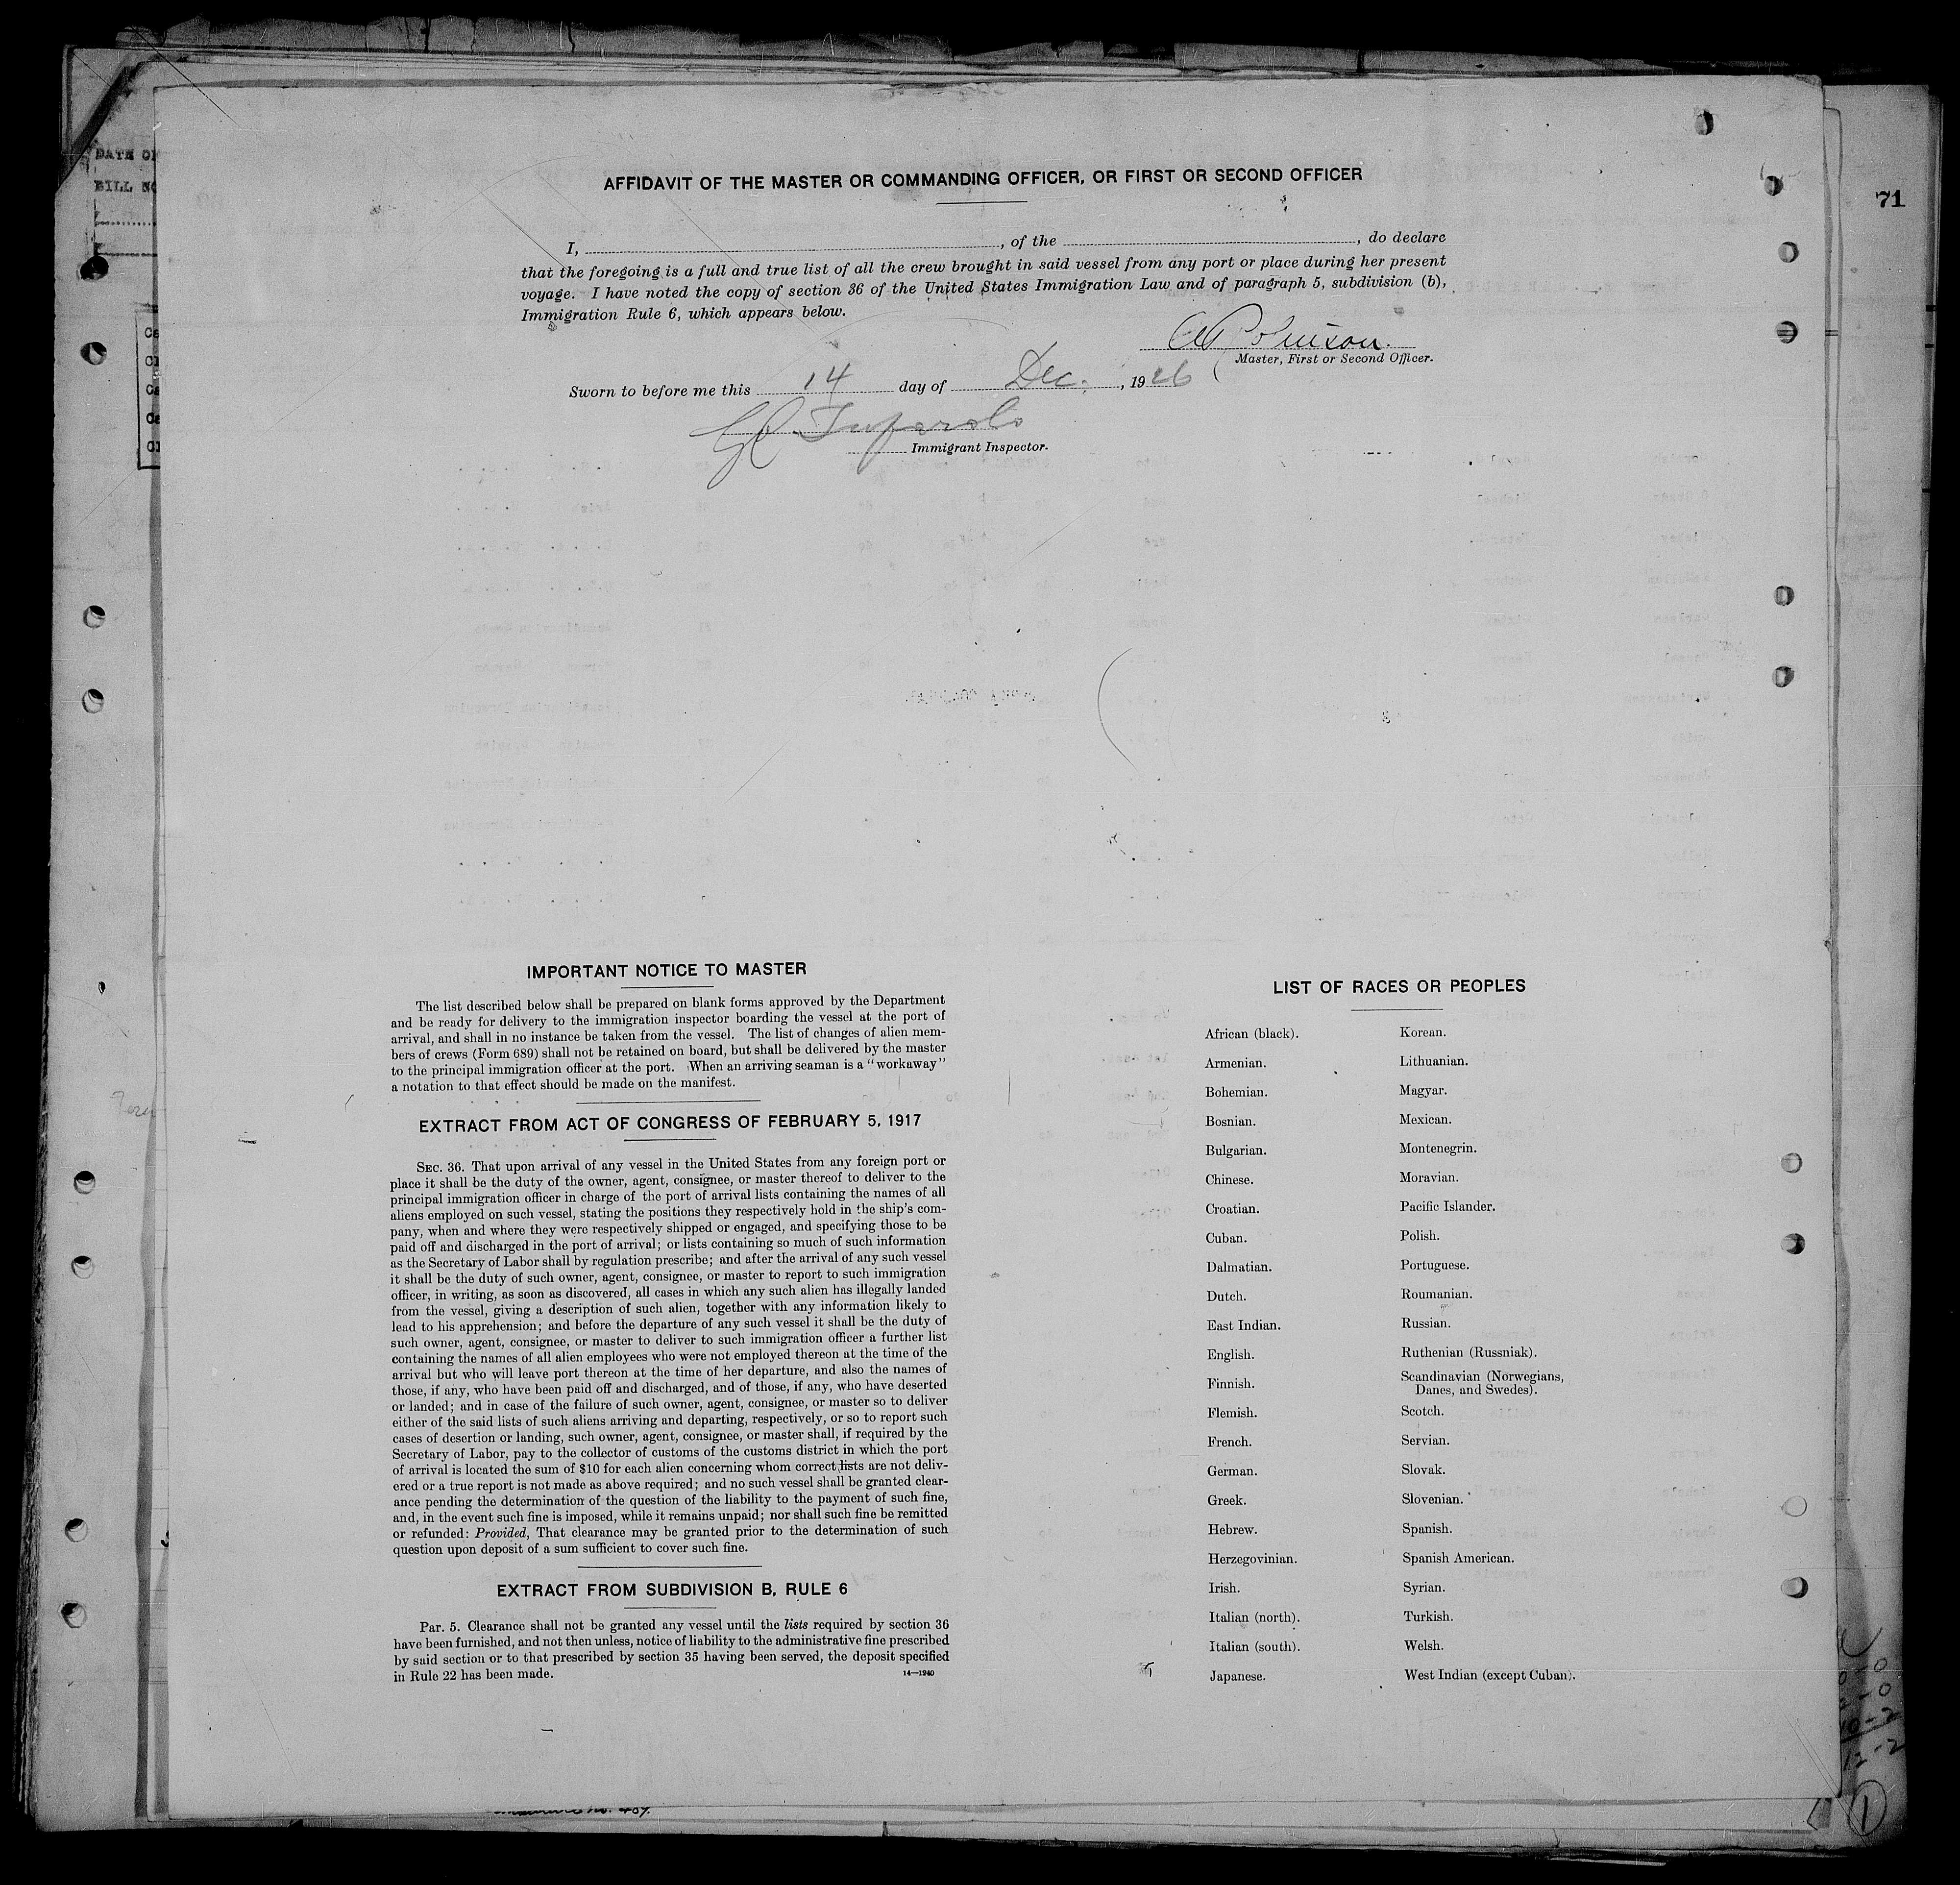 DATE OF
BILL NO
71
AFFIDAVIT OF THE MASTER OR COMMANDING OFFICER, OR FIRST OR SECOND OFFICER
I, , of the , do declare
that the foregoing is a full and true list of all the crew brought in said vessel from any port or place during her present
voyage. I have noted the copy of section 36 of the United States Immigration Law and of paragraph 5, subdivision (b),
Immigration Rule 6, which appears below.
Robinson.
Master, First or Second Officer.
Sworn to before me this 14 day of Dec. , 1926
Immigrant Inspector.
IMPORTANT NOTICE TO MASTER
The list described below shall be prepared on blank forms approved by the Department
and be ready for delivery to the immigration inspector boarding the vessel at the port of
arrival, and shall in no instance be taken from the vessel. The list of changes of alien mem-
bers of crews (Form 689) shall not be retained on board, but shall be delivered by the master
to the principal immigration officer at the port. When an arriving seaman is a "workaway"
a notation to that effect should be made on the manifest.
EXTRACT FROM ACT OF CONGRESS OF FEBRUARY 5, 1917
SEC. 36. That upon arrival of any vessel in the United States from any foreign port or
place it shall be the duty of the owner, agent, consignee, or master thereof to deliver to the
principal immigration officer in charge of the port of arrival lists containing the names of all
aliens employed on such vessel, stating the positions they respectively hold in the ship's com-
pany, when and where they were respectively shipped or engaged, and specifying those to be
paid off and discharged in the port of arrival; or lists containing so much of such information
as the Secretary of Labor shall by regulation prescribe; and after the arrival of any such vessel
it shall be the duty of such owner, agent, consignee, or master to report to such immigration
officer, in writing, as soon as discovered, all cases in which any such alien has illegally landed
from the vessel, giving a description of such alien, together with any information likely to
lead to his apprehension; and before the departure of any such vessel it shall be the duty of
such owner, agent, consignee, or master to deliver to such immigration officer a further list
containing the names of all alien employees who were not employed thereon at the time of the
arrival but who will leave port thereon at the time of her departure, and also the names of
those, if any, who have been paid off and discharged, and of those, if any, who have deserted
or landed; and in case of the failure of such owner, agent, consignee, or master so to deliver
either of the said lists of such aliens arriving and departing, respectively, or so to report such
cases of desertion or landing, such owner, agent, consignee, or master shall, if required by the
Secretary of Labor, pay to the collector of customs of the customs district in which the port
of arrival is located the sum of $10 for each alien concerning whom correct lists are not deliv-
ered or a true report is not made as above required; and no such vessel shall be granted clear-
ance pending the determination of the question of the liability to the payment of such fine,
and, in the event such fine is imposed, while it remains unpaid; nor shall such fine be remitted
or refunded: Provided, That clearance may be granted prior to the determination of such
question upon deposit of a sum sufficient to cover such fine.
EXTRACT FROM SUBDIVISION B, RULE 6
Par. 5. Clearance shall not be granted any vessel until the lists required by section 36
have been furnished, and not then unless, notice of liability to the administrative fine prescribed
by said section or to that prescribed by section 35 having been served, the deposit specified
in Rule 22 has been made.
14—1240
LIST OF RACES OR PEOPLES
African (black).
Armenian.
Bohemian.
Bosnian.
Bulgarian.
Chinese.
Croatian.
Cuban.
Dalmatian.
Dutch.
East Indian.
English.
Finnish.
Flemish.
French.
German.
Greek.
Hebrew.
Herzegovinian.
Irish.
Italian (north).
Italian (south).
Japanese.
Korean.
Lithuanian.
Magyar.
Mexican.
Montenegrin.
Moravian.
Pacific Islander.
Polish.
Portuguese.
Roumanian.
Russian.
Ruthenian (Russniak).
Scandinavian (Norwegians,
Danes, and Swedes).
Scotch.
Servian.
Slovak.
Slovenian.
Spanish.
Spanish American.
Syrian.
Turkish.
Welsh.
West Indian (except Cuban).
1